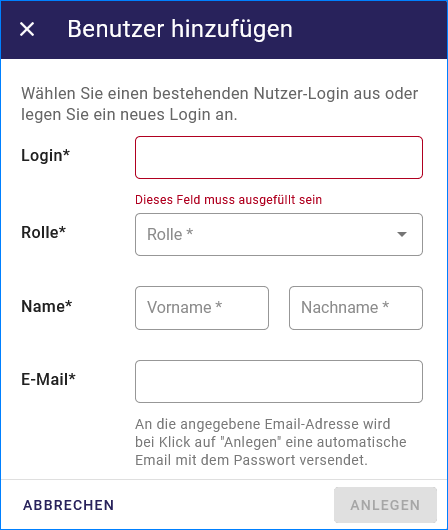 Benutzer hinzufügen
Wählen Sie einen bestehenden Nutzer-Login aus oder
legen Sie ein neues Login an.
Login*
Dieses Feld muss ausgefüllt sein
Rolle*
Rolle *
Name*
Vorname *
Nachname *
E-Mail*
An die angegebene Email-Adresse wird
bei Klick auf "Anlegen" eine automatische
Email mit dem Passwort versendet.
ABBRECHEN
ANLEGEN